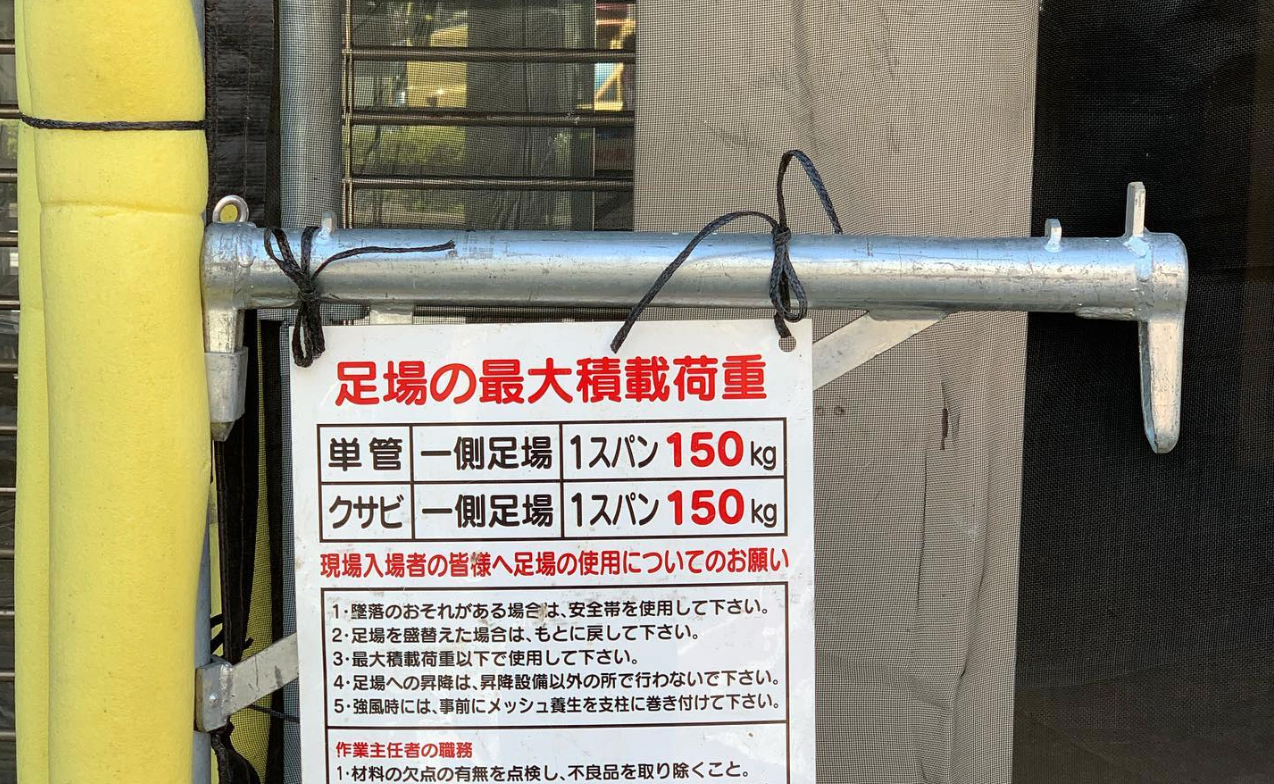 足場の最大積載荷重
単管 一側足場 1スパン 150kg
クサビ 一側足場 1スパン 150kg
現場入場者の皆様へ足場の使用についてのお願い
1・墜落のおそれがある場合は、安全帯を使用して下さい。
2・足場を盛替えた場合は、もとに戻して下さい。
3・最大積載荷重以下で使用して下さい。
4・足場への昇降は、昇降設備以外の所で行わないで下さい。
5・強風時には、事前にメッシュ養生を支柱に巻き付けて下さい。
作業主任者の職務
1・材料の欠点の有無を点検し、不良品を取り除くこと。